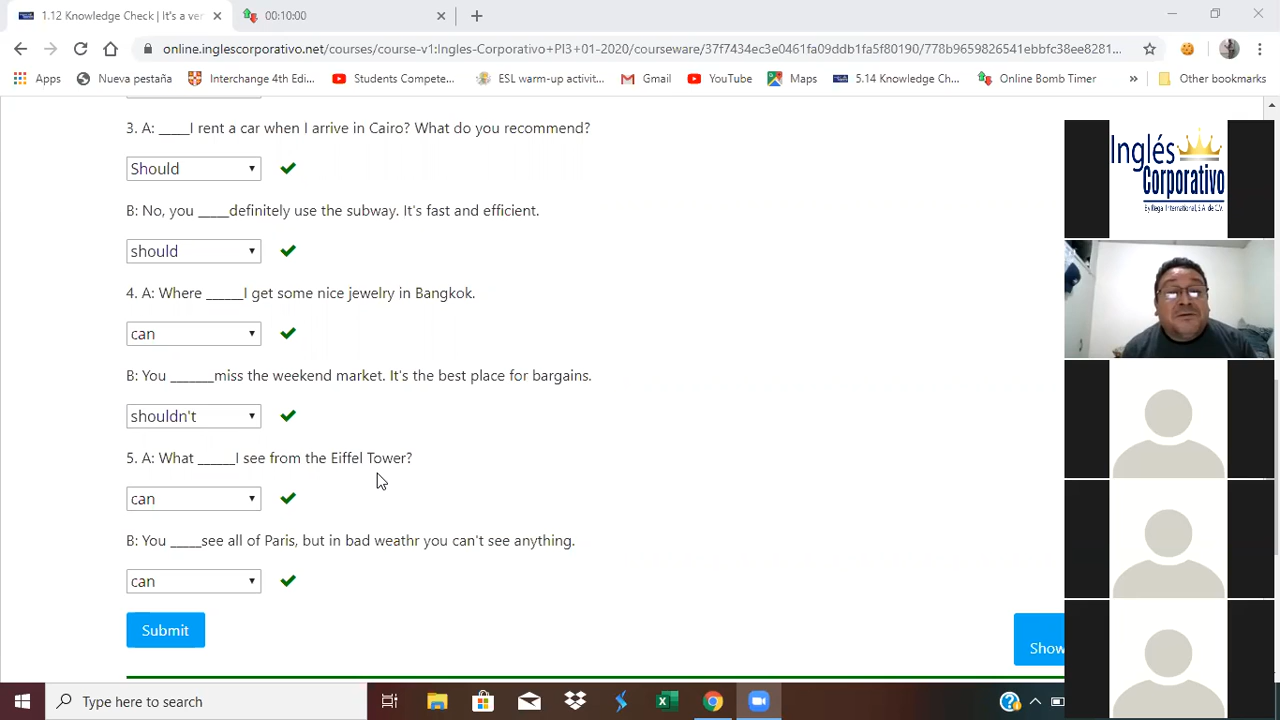 1.12 Knowledge Check | It's a ver
00:10:00
online.inglescorporativo.net/courses/course-v1:Ingles-Corporativo+PI3+01-2020/courseware/37f7434ec3e0461fa09ddb1fa5f80190/778b9659826541ebbfc38ee8281...
Apps
Nueva pestaña
Interchange 4th Edi...
Students Compete...
ESL warm-up activit...
Gmail
YouTube
Maps
5.14 Knowledge Ch...
Online Bomb Timer
»
Other bookmarks
3. A: _____I rent a car when I arrive in Cairo? What do you recommend?
Should
B: No, you _____definitely use the subway. It's fast and efficient.
should
4. A: Where ______I get some nice jewelry in Bangkok.
can
B: You _______miss the weekend market. It's the best place for bargains.
shouldn't
5. A: What ______I see from the Eiffel Tower?
can
B: You _____see all of Paris, but in bad weathr you can't see anything.
can
Submit
Show
Inglés
Corporativo
Type here to search